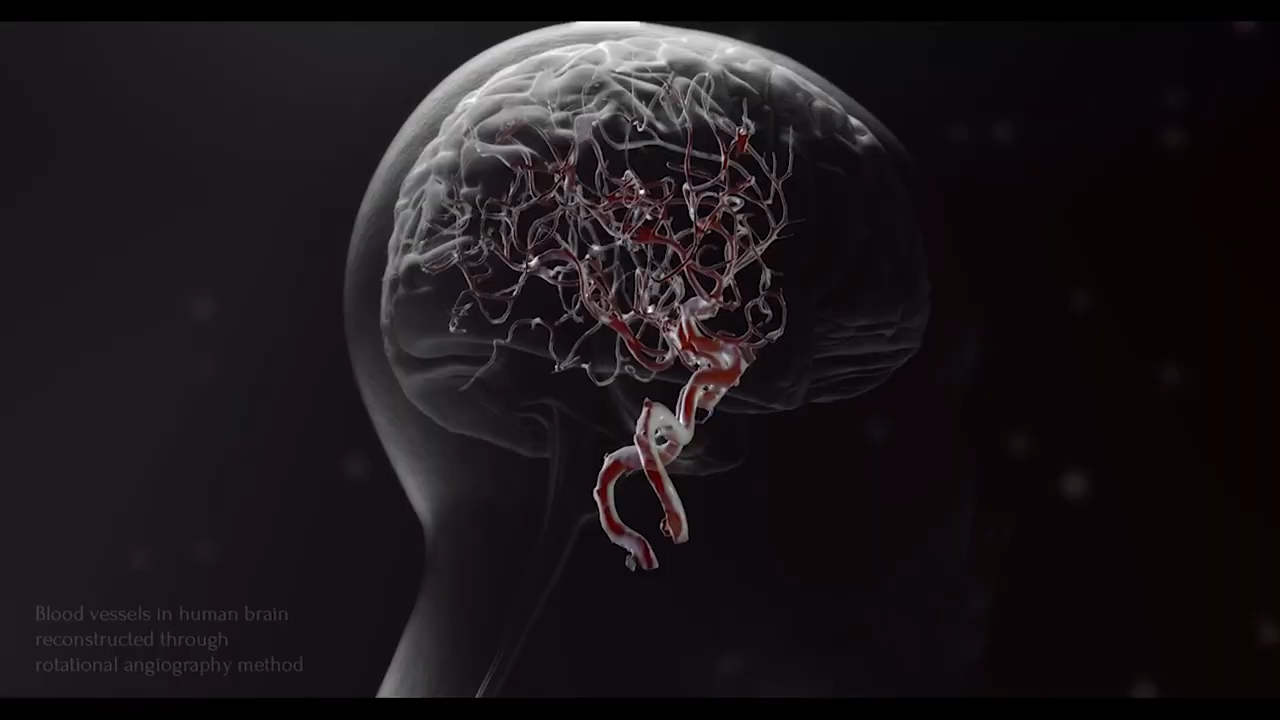 Blood vessels in human brain
reconstructed through
rotational angiography method